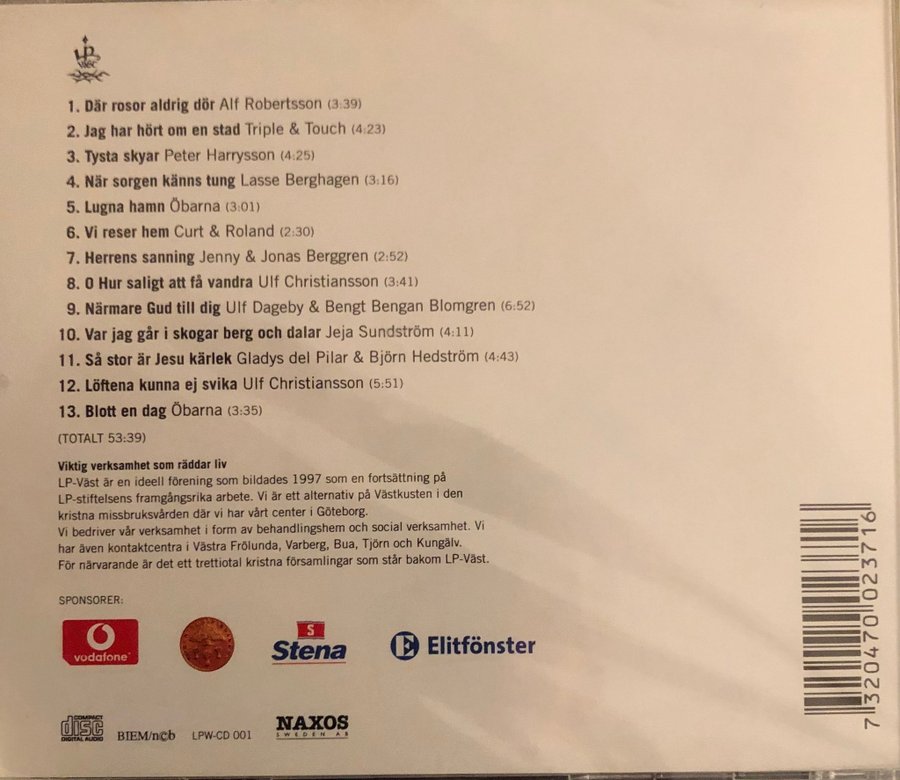 LP
VÄST
1. Där rosor aldrig dör Alf Robertsson (3:39)
2. Jag har hört om en stad Triple & Touch (4:23)
3. Tysta skyar Peter Harrysson (4:25)
4. När sorgen känns tung Lasse Berghagen (3:16)
5. Lugna hamn Öbarna (3:01)
6. Vi reser hem Curt & Roland (2:30)
7. Herrens sanning Jenny & Jonas Berggren (2:52)
8. O Hur saligt att få vandra Ulf Christiansson (3:41)
9. Närmare Gud till dig Ulf Dageby & Bengt Bengan Blomgren (6:52)
10. Var jag går i skogar berg och dalar Jeja Sundström (4:11)
11. Så stor är Jesu kärlek Gladys del Pilar & Björn Hedström (4:43)
12. Löftena kunna ej svika Ulf Christiansson (5:51)
13. Blott en dag Öbarna (3:35)
(TOTALT 53:39)
Viktig verksamhet som räddar liv
LP-Väst är en ideell förening som bildades 1997 som en fortsättning på
LP-stiftelsens framgångsrika arbete. Vi är ett alternativ på Västkusten i den
kristna missbruksvården där vi har vårt center i Göteborg.
Vi bedriver vår verksamhet i form av behandlingshem och social verksamhet. Vi
har även kontaktcentra i Västra Frölunda, Varberg, Bua, Tjörn och Kungälv.
För närvarande är det ett trettiotal kristna församlingar som står bakom LP-Väst.
SPONSORER:
vodafone
S
Stena
E Elitfönster
COMPACT
disc
DIGITAL AUDIO
BIEM/n©b
LPW-CD 001
NAXOS
SWEDEN AB
7 320470 023716